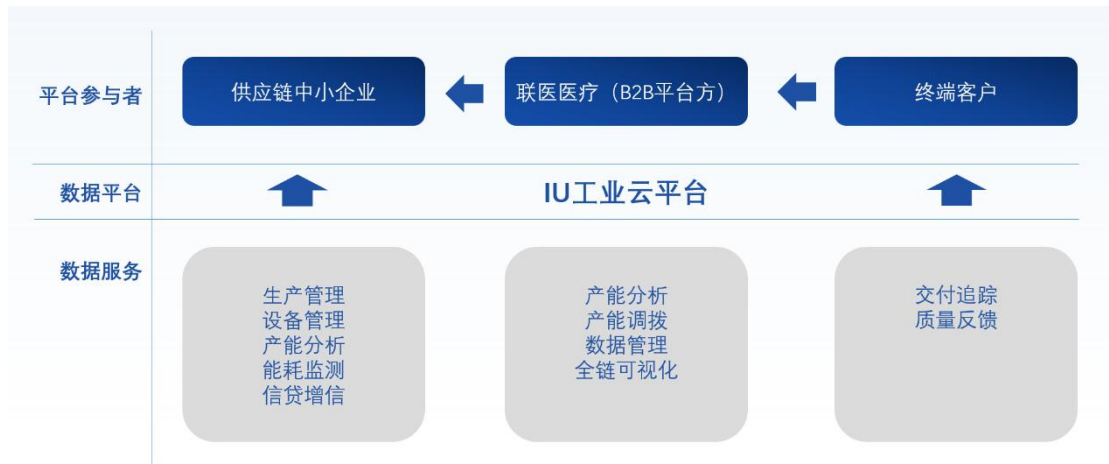 平台参与者
供应链中小企业
联医医疗（B2B平台方）
终端客户
数据平台
IU工业云平台
数据服务
生产管理
设备管理
产能分析
能耗监测
信贷增信
产能分析
产能调拨
数据管理
全链可视化
交付追踪
质量反馈